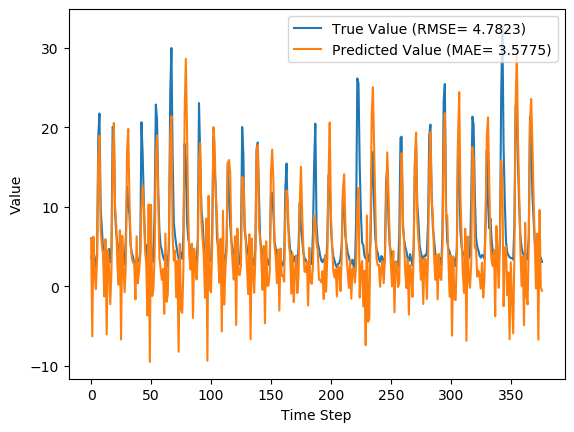 True Value (RMSE= 4.7823)
Predicted Value (MAE= 3.5775)
30
20
10
0
−10
Value
0 50 100 150 200 250 300 350
Time Step